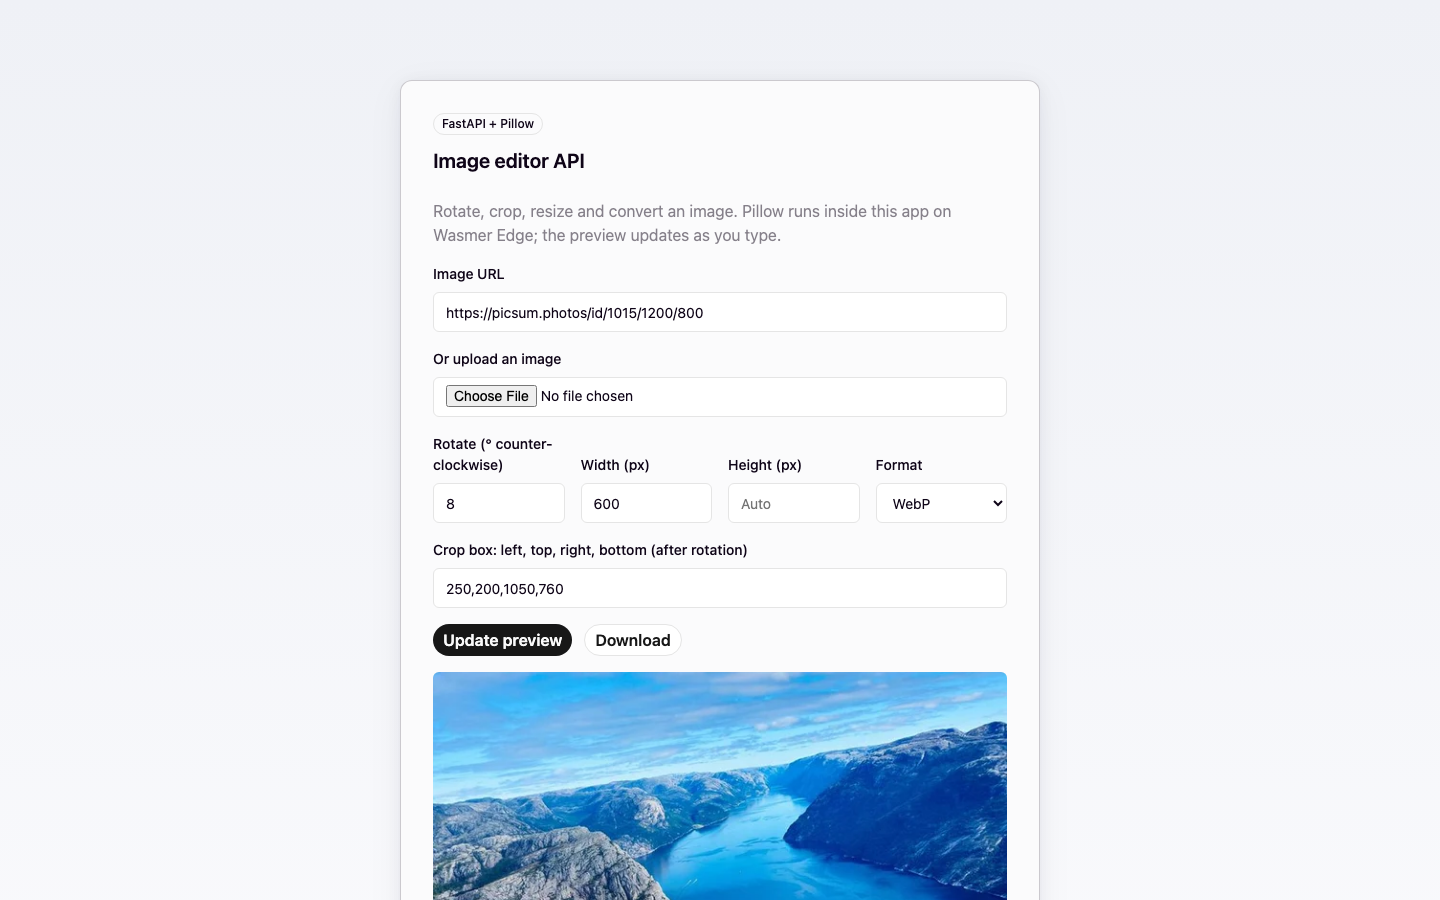 FastAPI + Pillow
Image editor API
Rotate, crop, resize and convert an image. Pillow runs inside this app on
Wasmer Edge; the preview updates as you type.
Image URL
https://picsum.photos/id/1015/1200/800
Or upload an image
Choose File No file chosen
Rotate (° counter-
clockwise)
Width (px)
Height (px)
Format
8
600
Auto
WebP
Crop box: left, top, right, bottom (after rotation)
250,200,1050,760
Update preview
Download